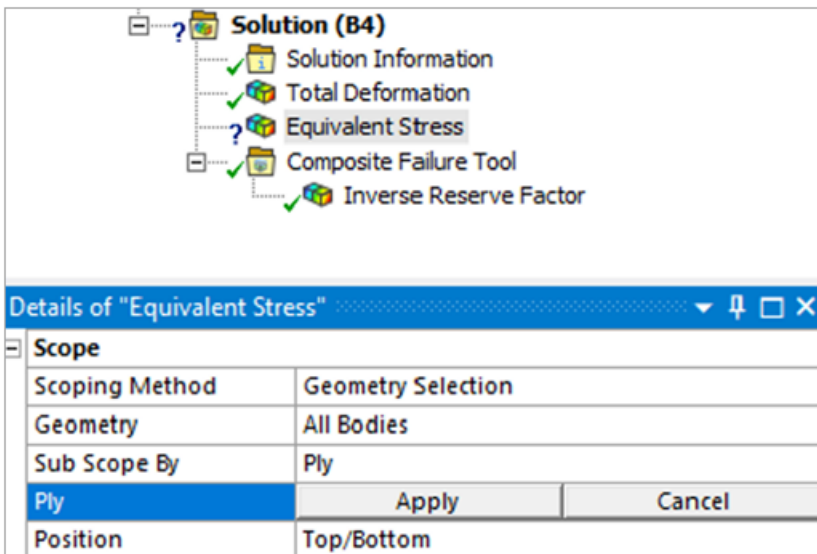 Solution (B4)
Solution Information
Total Deformation
Equivalent Stress
Composite Failure Tool
Inverse Reserve Factor
Details of "Equivalent Stress"
Scope
Scoping Method Geometry Selection
Geometry All Bodies
Sub Scope By Ply
Ply Apply Cancel
Position Top/Bottom